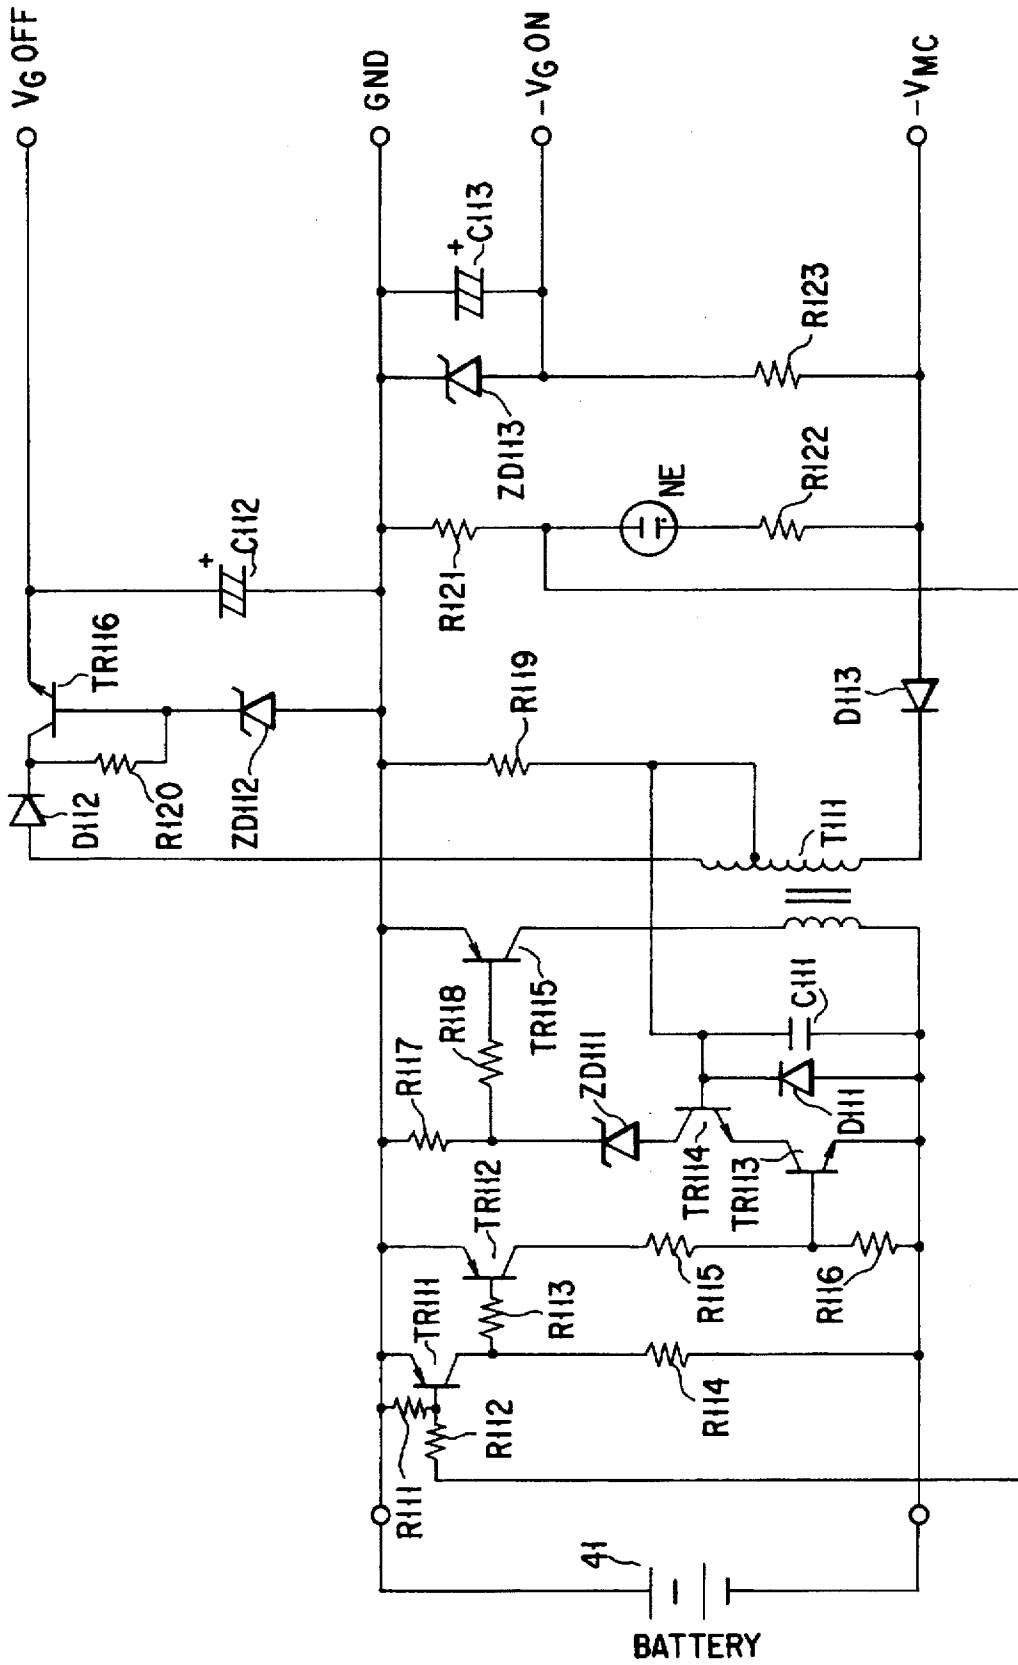 VG OFF
GND
-VG ON
-VMC
+
C113
ZD113
R123
NE
R122
+
C112
R121
TR116
D112
R120
ZD112
R119
D113
T111
R117
R118
TR115
ZD111
C111
D111
TR114
TR113
TR112
R113
R115
R116
TR111
R111
R112
R114
41
BATTERY